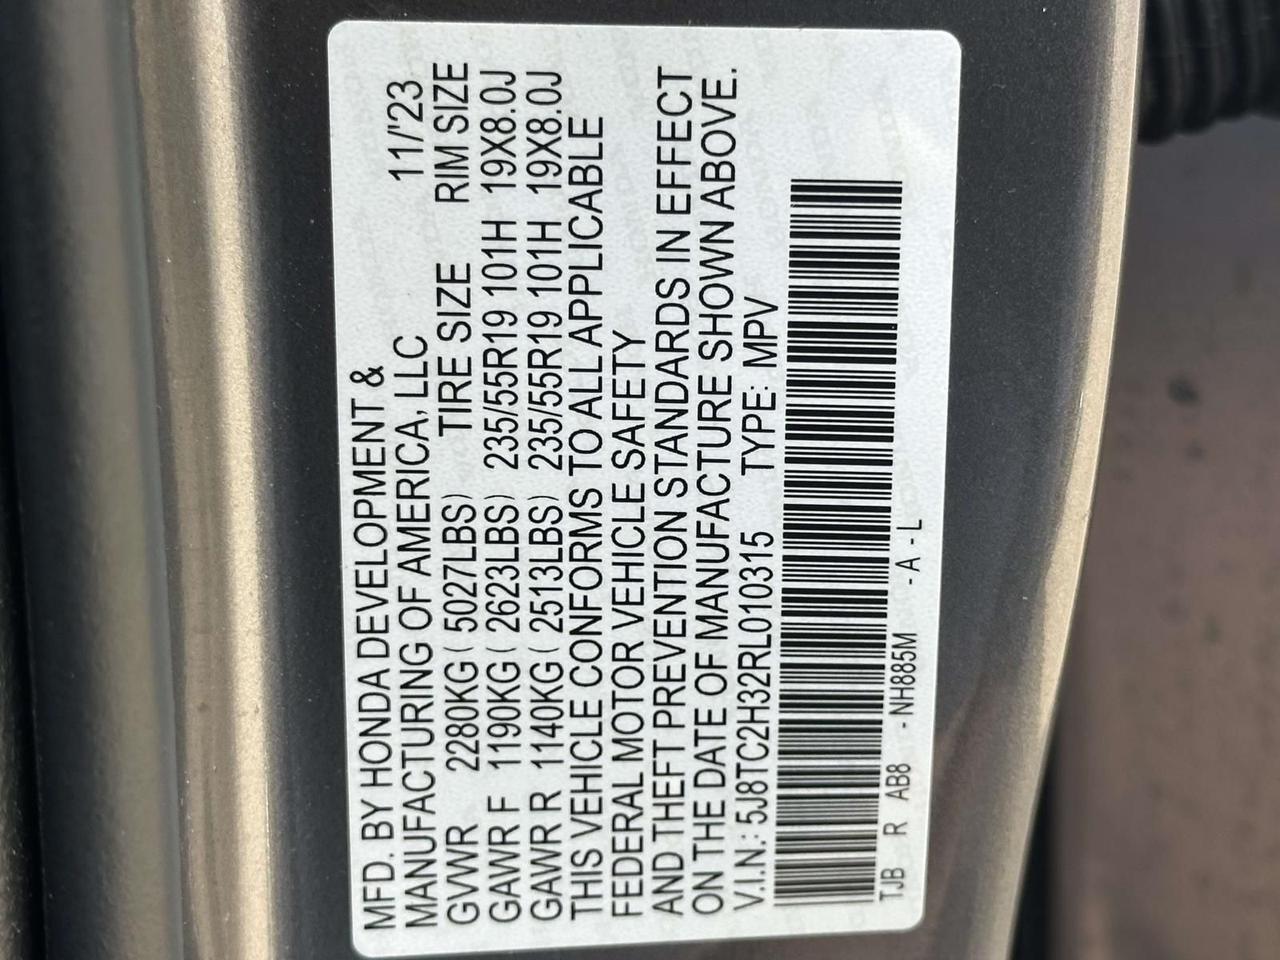 MFD. BY HONDA DEVELOPMENT &
MANUFACTURING OF AMERICA, LLC 11/'23
GVWR 2280KG ( 5027LBS) TIRE SIZE RIM SIZE
GAWR F 1190KG ( 2623LBS) 235/55R19 101H 19X8.0J
GAWR R 1140KG ( 2513LBS) 235/55R19 101H 19X8.0J
THIS VEHICLE CONFORMS TO ALL APPLICABLE
FEDERAL MOTOR VEHICLE SAFETY
AND THEFT PREVENTION STANDARDS IN EFFECT
ON THE DATE OF MANUFACTURE SHOWN ABOVE.
V.I.N.: 5J8TC2H32RL010315 TYPE: MPV
TJB R AB8 - NH885M - A - L